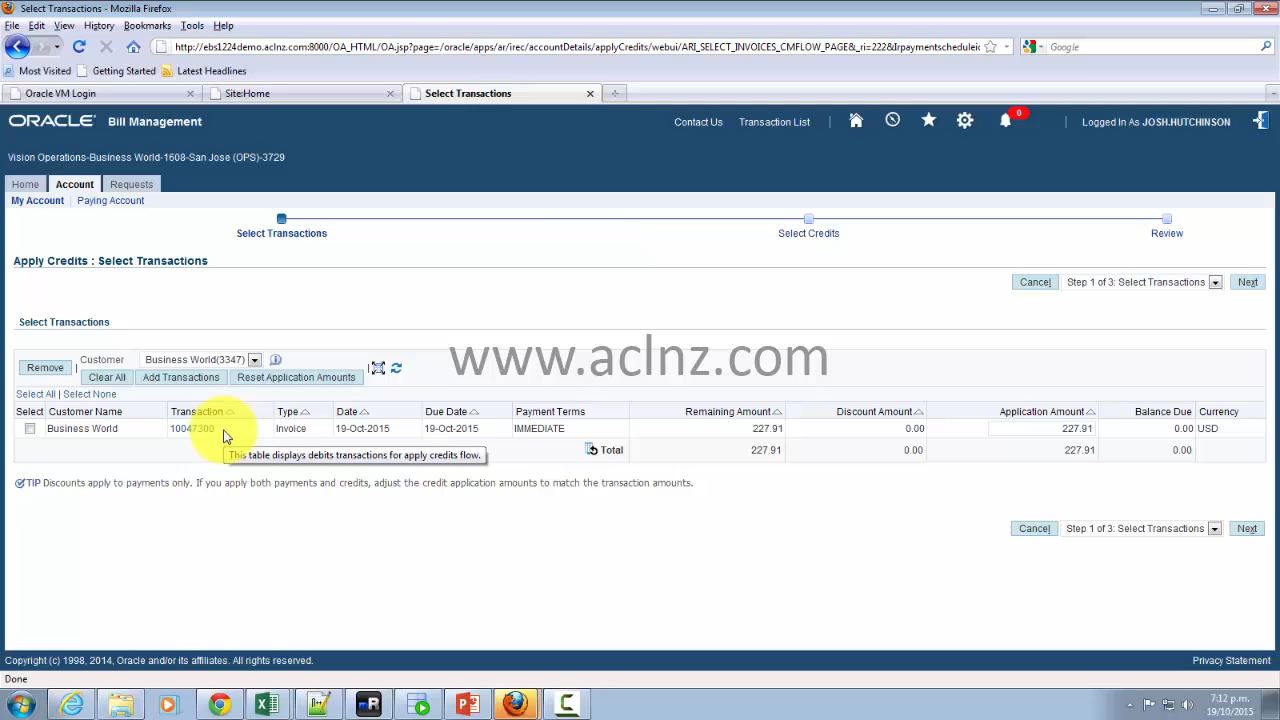 Select Transactions - Mozilla Firefox
File Edit View History Bookmarks Tools Help
http://ebs1224demo.aclnz.com:8000/OA_HTML/OA.jsp?page=/oracle/apps/ar/irec/accountDetails/applyCredits/webui/ARI_SELECT_INVOICES_CMFLOW_PAGE&_ri=222&Irpaymentscheduleic Google
Most Visited Getting Started Latest Headlines
Oracle VM Login Site:Home Select Transactions
ORACLE Bill Management Contact Us Transaction List 0 Logged In As JOSH.HUTCHINSON
Vision Operations-Business World-1608-San Jose (OPS)-3729
Home Account Requests
My Account Paying Account
Select Transactions Select Credits Review
Apply Credits : Select Transactions
Cancel Step 1 of 3: Select Transactions Next
Select Transactions
Remove Customer Business World(3347)
Clear All Add Transactions Reset Application Amounts
www.aclnz.com
Select All | Select None
Select Customer Name Transaction Type Date Due Date Payment Terms Remaining Amount Discount Amount Application Amount Balance Due Currency
Business World 10047300 Invoice 19-Oct-2015 19-Oct-2015 IMMEDIATE 227.91 0.00 227.91 0.00 USD
Total 227.91 0.00 227.91 0.00
This table displays debits transactions for apply credits flow.
TIP Discounts apply to payments only. If you apply both payments and credits, adjust the credit application amounts to match the transaction amounts.
Cancel Step 1 of 3: Select Transactions Next
Copyright (c) 1998, 2014, Oracle and/or its affiliates. All rights reserved. Privacy Statement
Done
7:12 p.m.
19/10/2015